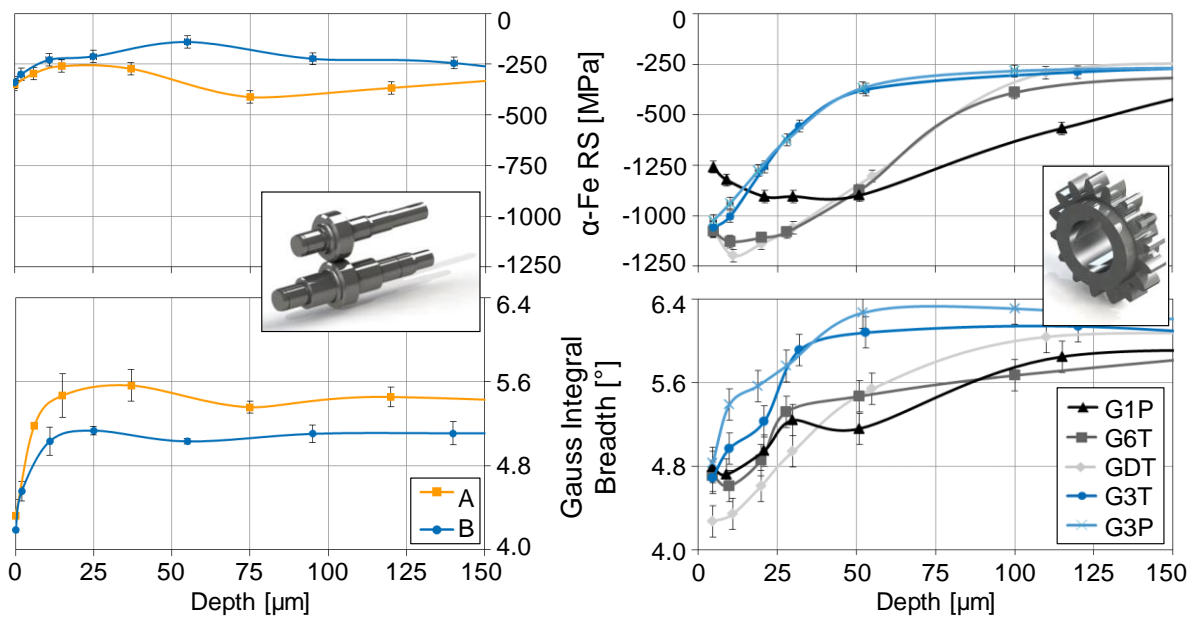 0
-250
-500
-750
-1000
-1250
α-Fe RS [MPa]
0
-250
-500
-1250
-1000
-1250
6.4
5.6
4.8
4.0
Gauss Integral
Breadth [°]
6.4
5.6
4.8
4.0
A
B
G1P
G6T
GDT
G3T
G3P
0 25 50 75 100 125 150
Depth [µm]
0 25 50 75 100 125 150
Depth [µm]